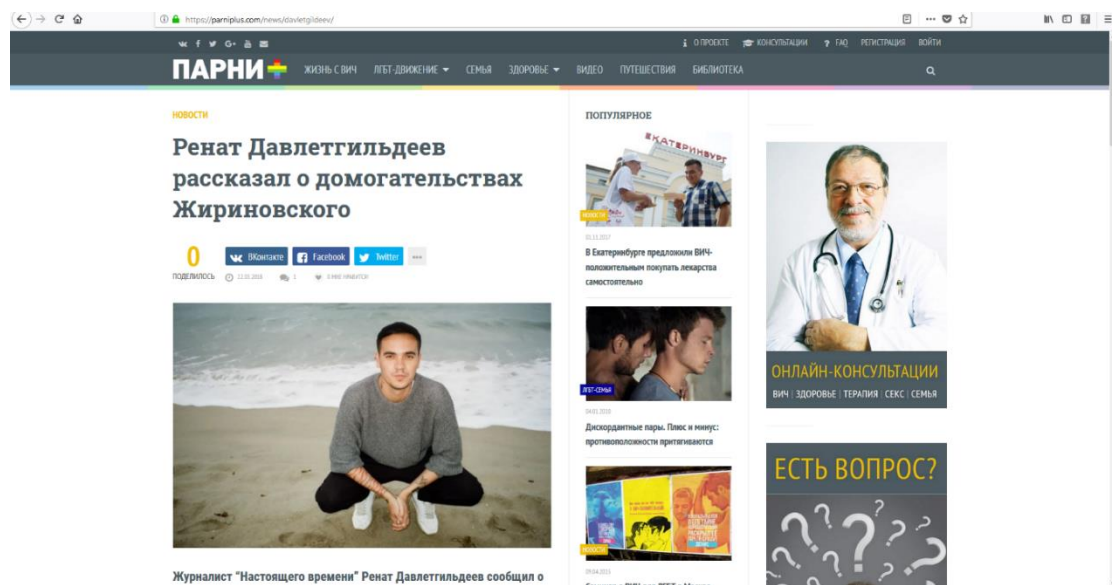 https://parniplus.com/news/davletgildeev/
О ПРОЕКТЕ КОНСУЛЬТАЦИИ ? FAQ РЕГИСТРАЦИЯ ВОЙТИ
ПАРНИ+ ЖИЗНЬ С ВИЧ ЛГБТ-ДВИЖЕНИЕ СЕМЬЯ ЗДОРОВЬЕ ВИДЕО ПУТЕШЕСТВИЯ БИБЛИОТЕКА
НОВОСТИ
Ренат Давлетгильдеев
рассказал о домогательствах
Жириновского
0
ПОДЕЛИЛОСЬ
ВКонтакте Facebook Twitter
1
Журналист “Настоящего времени” Ренат Давлетгильдеев сообщил о
ПОПУЛЯРНОЕ
ЕКАТЕРИНБУРГ
НОВОСТИ
В Екатеринбурге предложили ВИЧ-
положительным покупать лекарства
самостоятельно
ЛГБТ-СЕМЬЯ
Дискордантные пары. Плюс и минус:
противоположности притягиваются
НОВОСТИ
ОНЛАЙН-КОНСУЛЬТАЦИИ
ВИЧ | ЗДОРОВЬЕ | ТЕРАПИЯ | СЕКС | СЕМЬЯ
ЕСТЬ ВОПРОС?